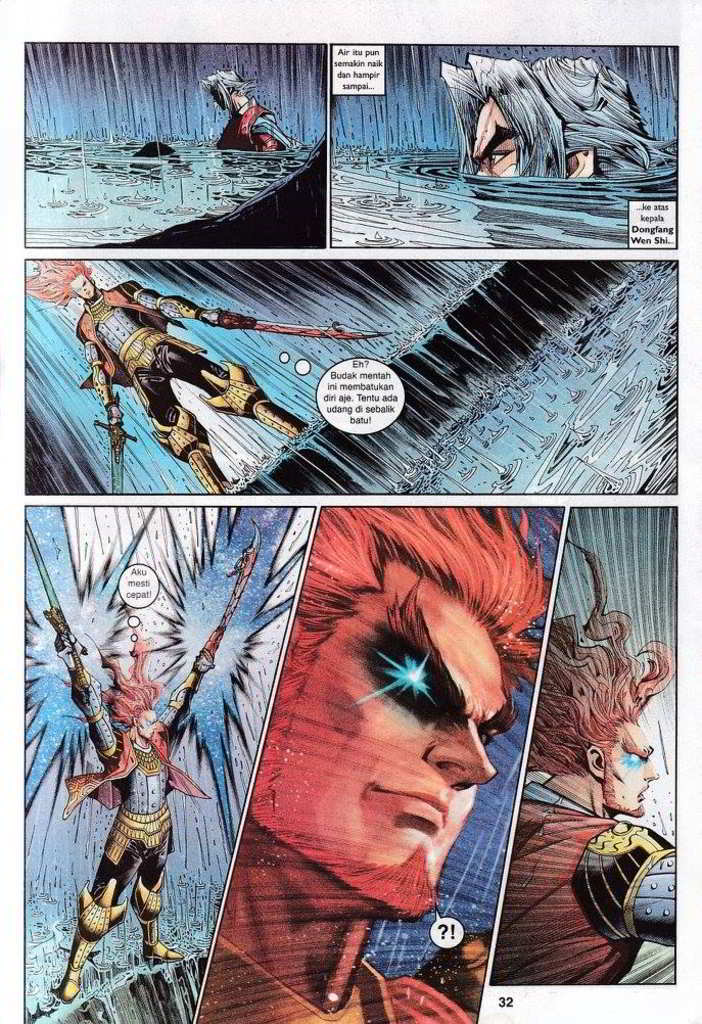 Air itu pun
semakin naik
dan hampir
sampai...
...ke atas
kepala
Dongfang
Wen Shi...
Eh?
Budak mentah
ini membatukan
diri aje. Tentu ada
udang di sebalik
batu!
Aku
mesti
cepat!
?!
32